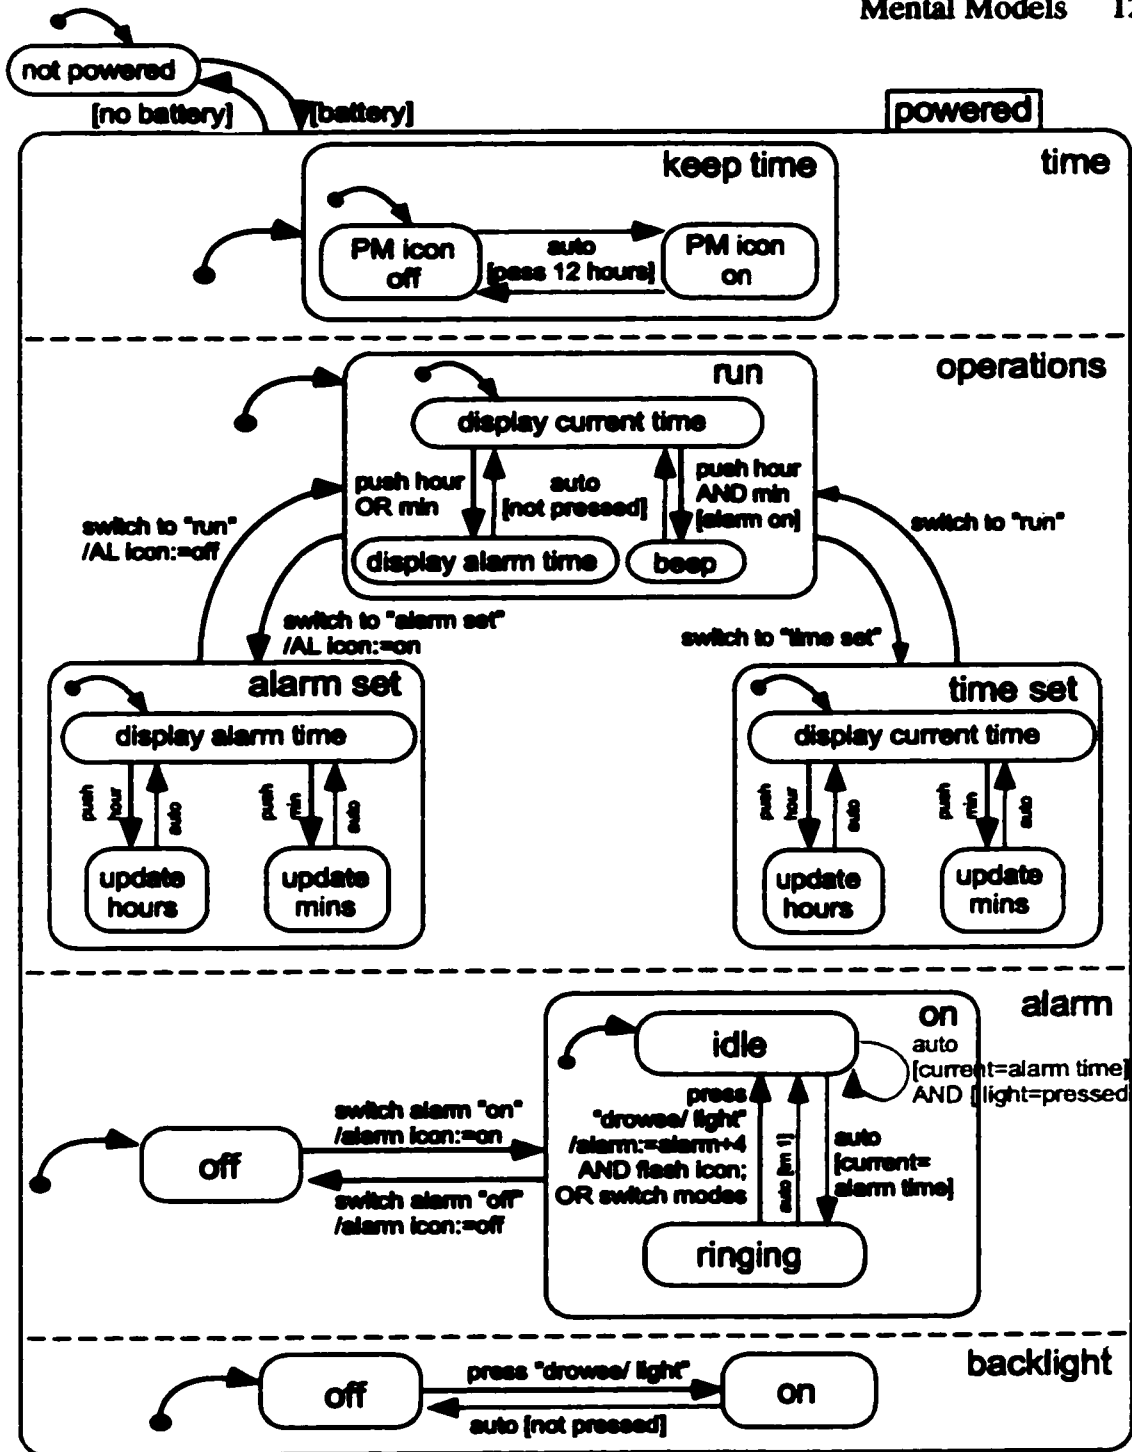 Mental Models
not powered
[no battery]
[battery]
powered
time
keep time
PM icon
off
auto
[pass 12 hours]
PM icon
on
operations
run
display current time
push hour
OR min
auto
[not pressed]
push hour
AND min
[alarm on]
display alarm time
beep
switch to "run"
/AL icon:=off
switch to "alarm set"
/AL icon:=on
switch to "time set"
switch to "run"
alarm set
display alarm time
push
hour
auto
push
min
auto
update
hours
update
mins
time set
display current time
push
hour
auto
push
min
auto
update
hours
update
mins
alarm
on
idle
auto
[current=alarm time]
AND [light=pressed
press
"drowse/ light"
/alarm:=alarm+4
AND flash icon;
OR switch modes
auto
auto
[current=
alarm time]
ringing
off
switch alarm "on"
/alarm icon:=on
switch alarm "off"
/alarm icon:=off
backlight
off
press "drowse/ light"
auto [not pressed]
on